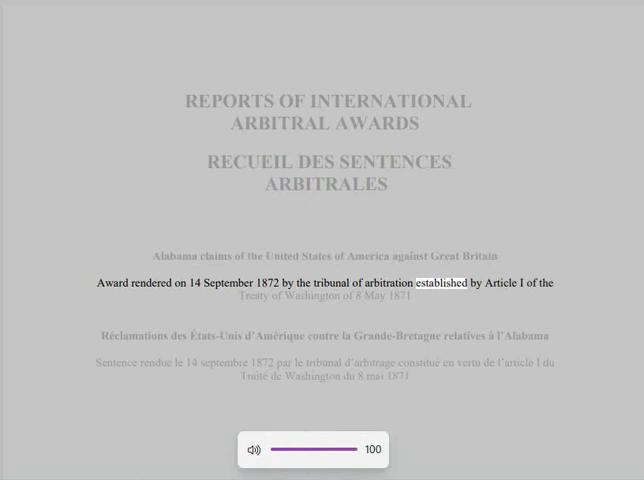 REPORTS OF INTERNATIONAL
ARBITRAL AWARDS
RECUEIL DES SENTENCES
ARBITRALES
Alabama claims of the United States of America against Great Britain
Award rendered on 14 September 1872 by the tribunal of arbitration established by Article I of the
Treaty of Washington of 8 May 1871
Réclamations des États-Unis d'Amérique contre la Grande-Bretagne relatives à l'Alabama
Sentence rendue le 14 septembre 1872 par le tribunal d'arbitrage constitué en vertu de l'article I du
Traité de Washington du 8 mai 1871
100